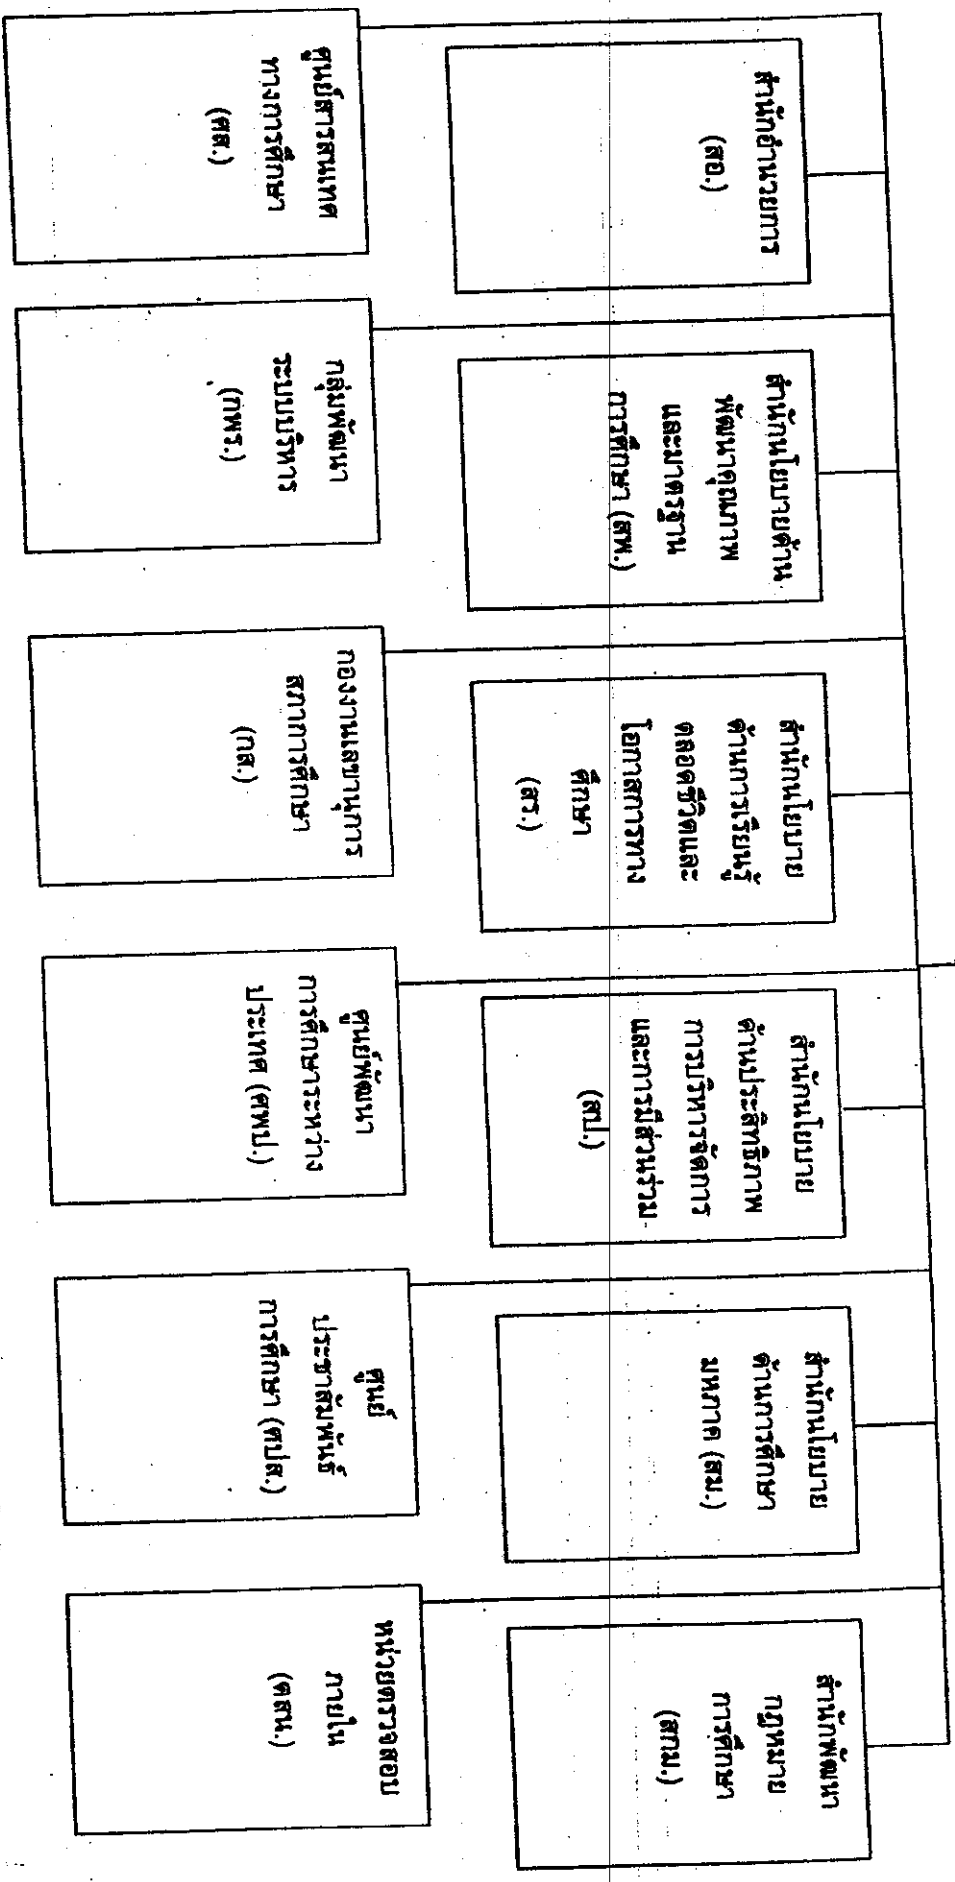 สำนักอำนวยการ
(สอ.)
สำนักนโยบายด้าน
พัฒนาคุณภาพ
และมาตรฐาน
การศึกษา (สพ.)
สำนักนโยบาย
ด้านการเรียนรู้
ตลอดชีวิตและ
โอกาสการทาง
ศึกษา
(สร.)
สำนักนโยบาย
ด้านประสิทธิภาพ
การบริหารจัดการ
และการมีส่วนร่วม
(สป.)
สำนักนโยบาย
ด้านการศึกษา
มหภาค (สม.)
สำนักพัฒนา
กฎหมาย
การศึกษา
(สกม.)
ศูนย์สารสนเทศ
ทางการศึกษา
(ศส.)
กลุ่มพัฒนา
ระบบบริหาร
(กพร.)
กองงานเลขานุการ
สภาการศึกษา
(กส.)
ศูนย์พัฒนา
การศึกษาระหว่าง
ประเทศ (ศพป.)
ศูนย์
ประชาสัมพันธ์
การศึกษา (ศปส.)
หน่วยตรวจสอบ
ภายใน
(ตสน.)